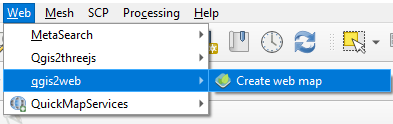 Web Mesh SCP Processing Help
MetaSearch
Qgis2threejs
qgis2web Create web map
QuickMapServices